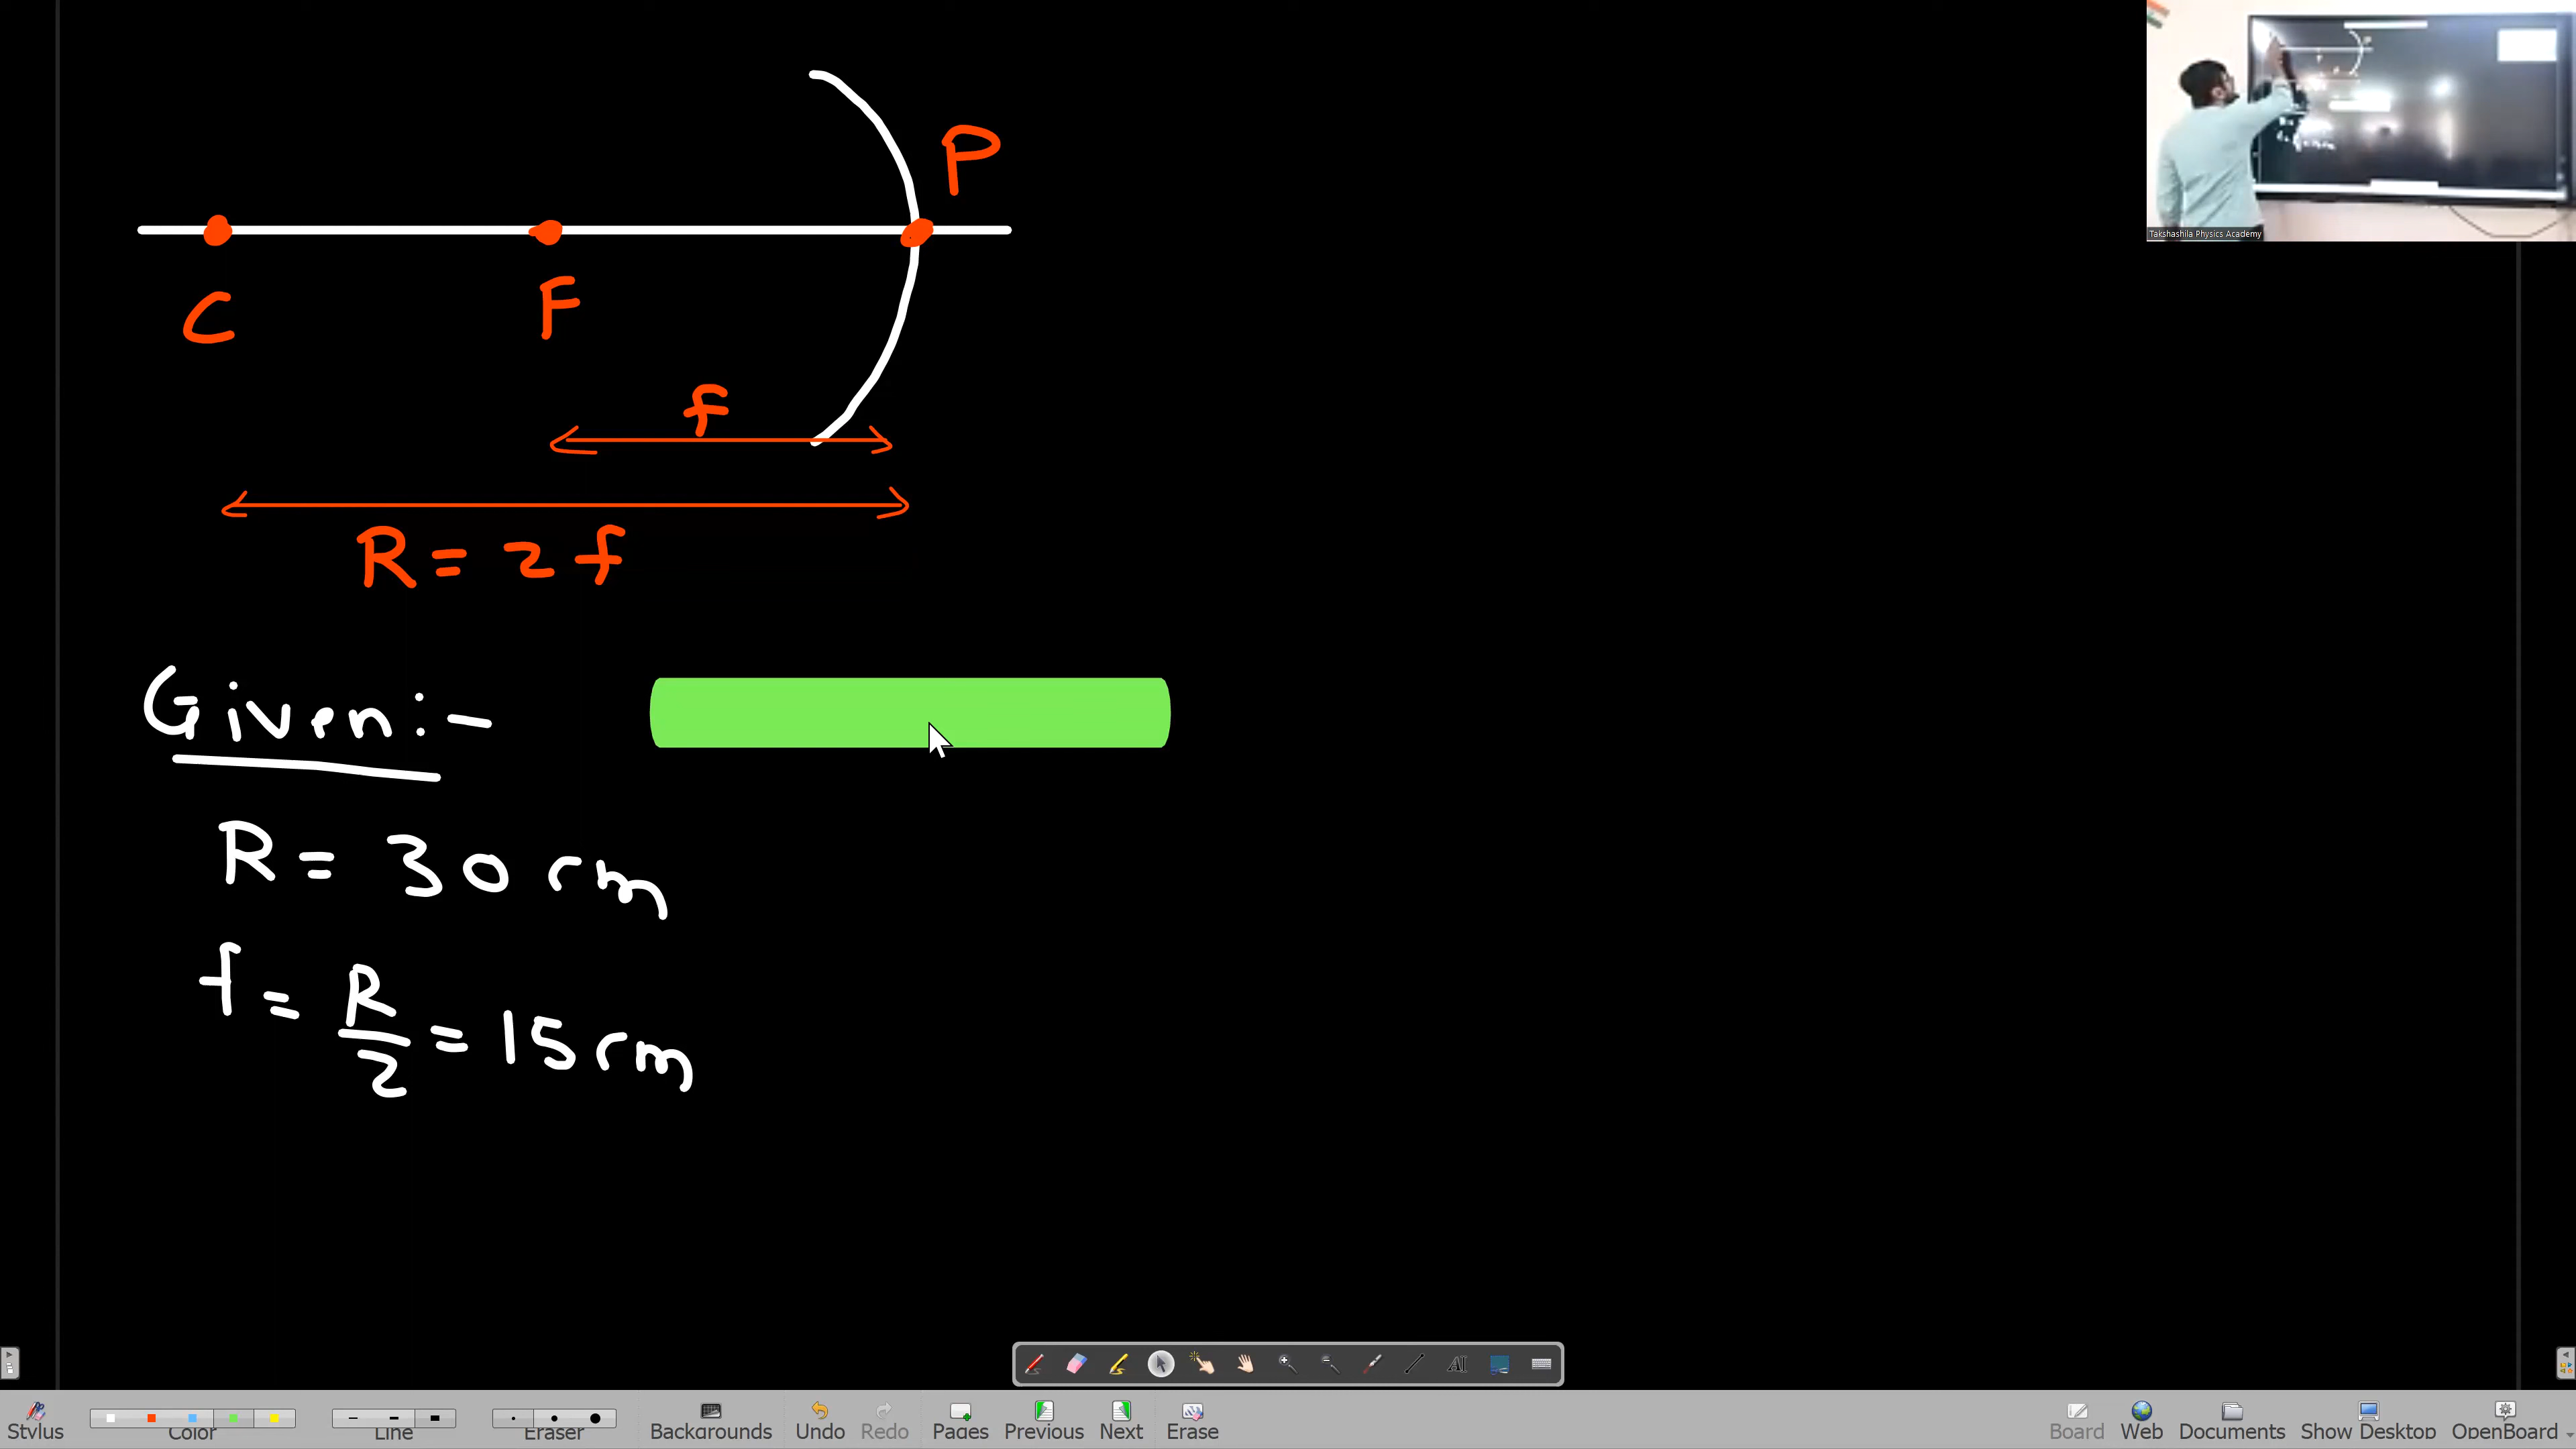 Takshashila Physics Academy
P
C
F
f
R = 2f
Given:-
R = 30 cm
f = R/2 = 15 cm
AI
Stylus Color Line Eraser Backgrounds Undo Redo Pages Previous Next Erase Board Web Documents Show Desktop OpenBoard